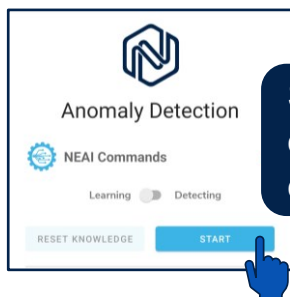 Anomaly Detection
NEAI Commands
Learning Detecting
RESET KNOWLEDGE START